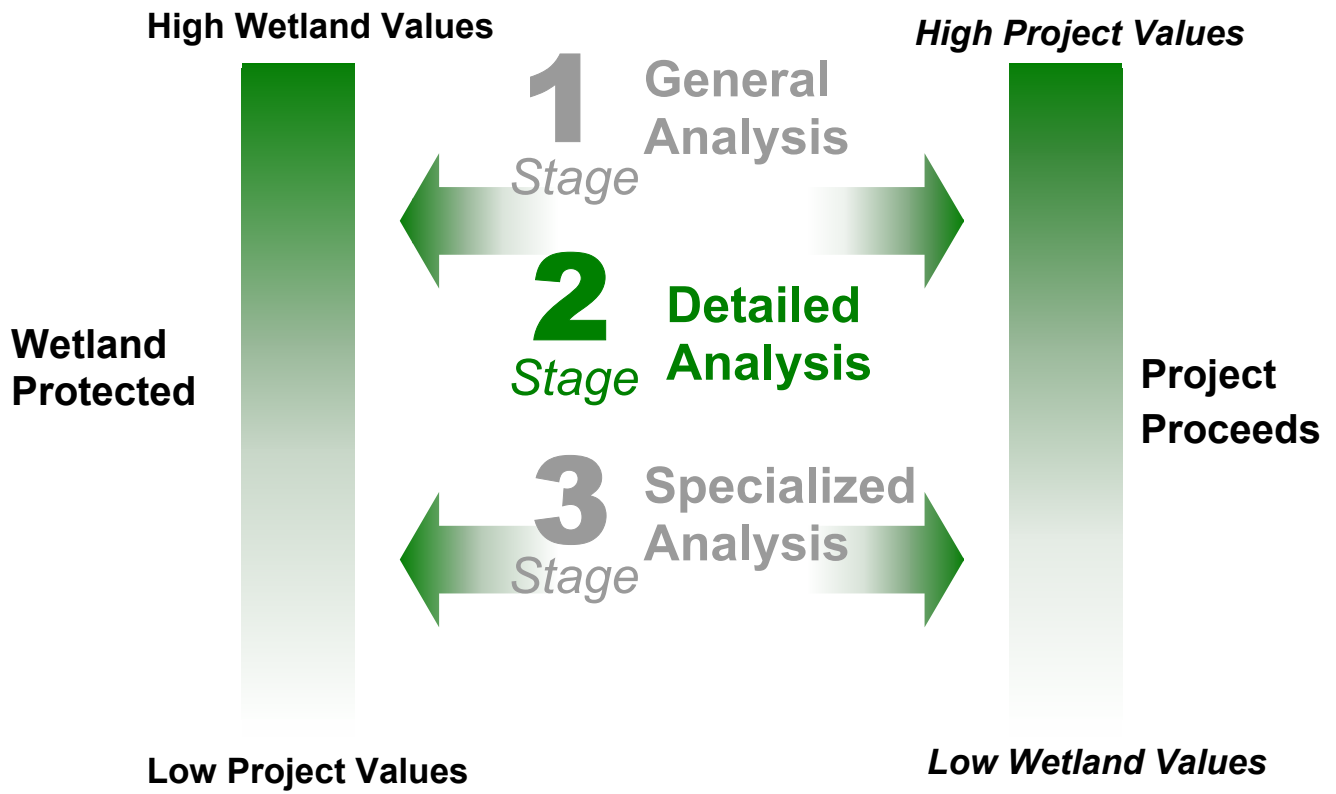 High Wetland Values
High Project Values
1
Stage
General
Analysis
2
Stage
Detailed
Analysis
Wetland
Protected
Project
Proceeds
3
Stage
Specialized
Analysis
Low Project Values
Low Wetland Values